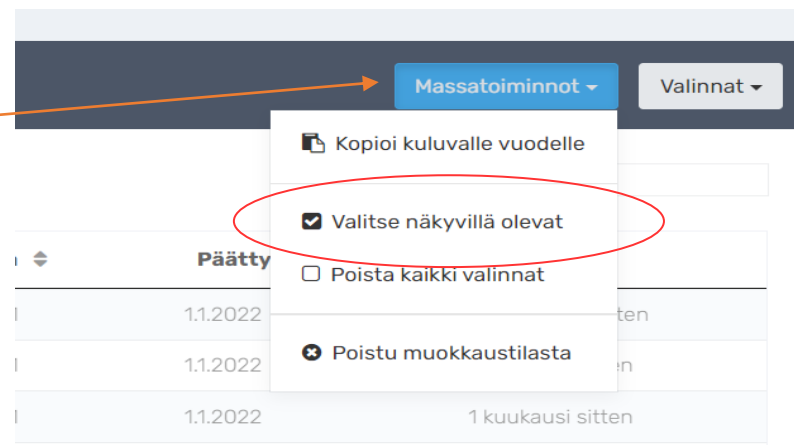 Massatoiminnot
Valinnat
Kopioi kuluvalle vuodelle
Valitse näkyvillä olevat
Päätty
Poista kaikki valinnat
1.1.2022
Poistu muokkaustilasta
1.1.2022
1.1.2022 1 kuukausi sitten